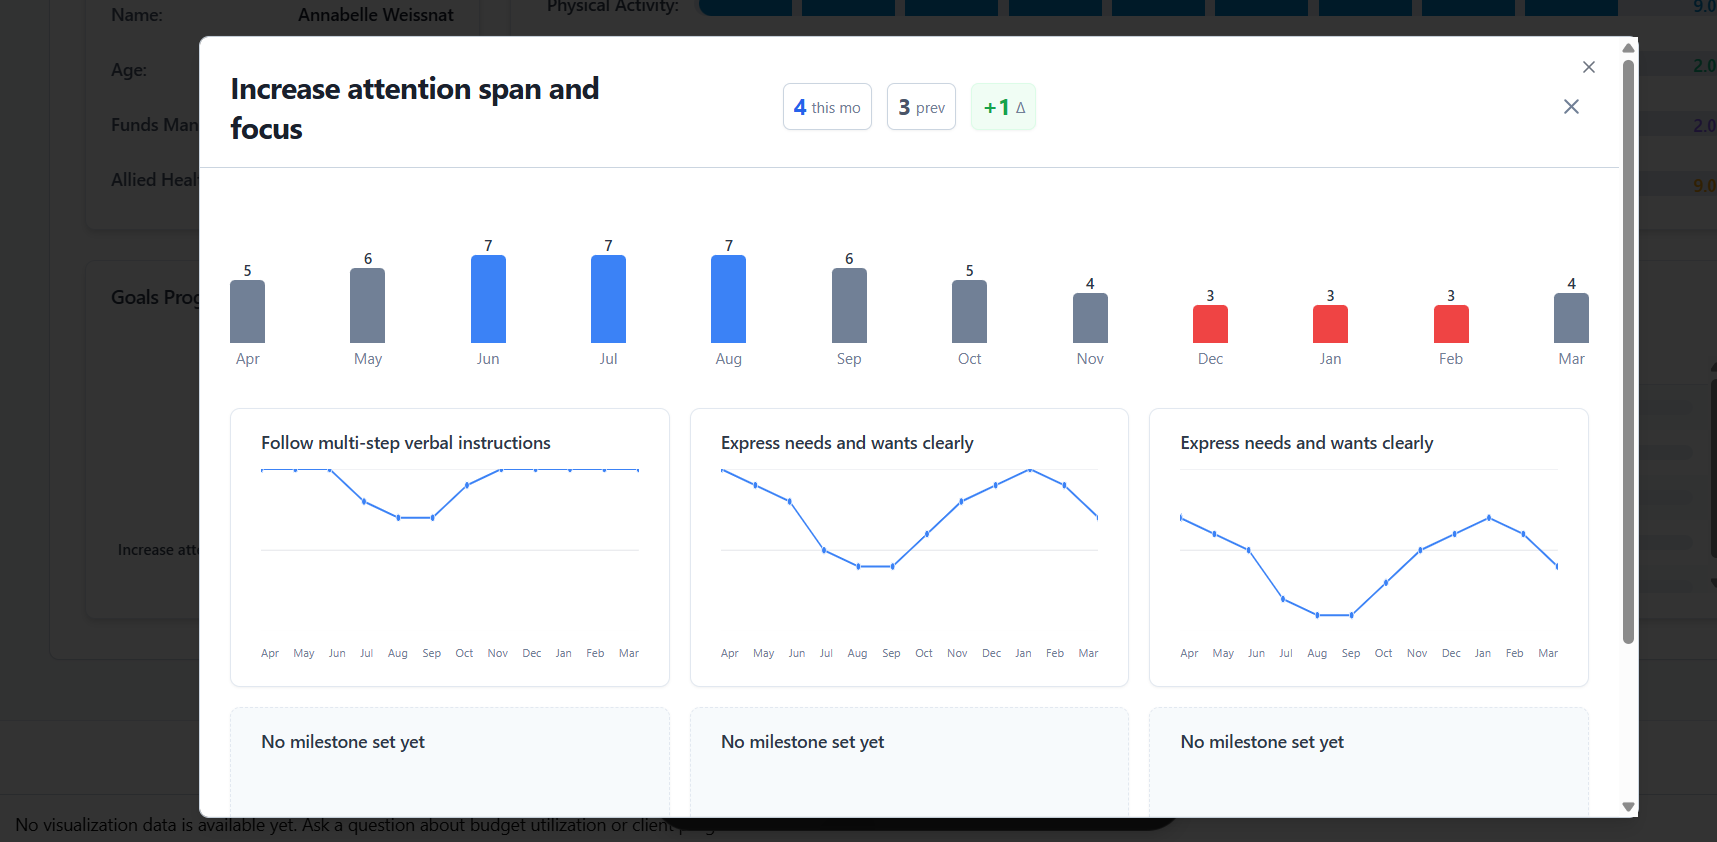 Name:
Annabelle Weissnat
Physical Activity:
9.0
Age:
2.0
Funds Man
2.0
Allied Heal
9.0
Goals Prog
Increase atte
Increase attention span and
focus
4 this mo
3 prev
+1 Δ
5
6
7
7
7
6
5
4
3
3
3
4
Apr
May
Jun
Jul
Aug
Sep
Oct
Nov
Dec
Jan
Feb
Mar
Follow multi-step verbal instructions
Apr May Jun Jul Aug Sep Oct Nov Dec Jan Feb Mar
Express needs and wants clearly
Apr May Jun Jul Aug Sep Oct Nov Dec Jan Feb Mar
Express needs and wants clearly
Apr May Jun Jul Aug Sep Oct Nov Dec Jan Feb Mar
No milestone set yet
No milestone set yet
No milestone set yet
No visualization data is available yet. Ask a question about budget utilization or client